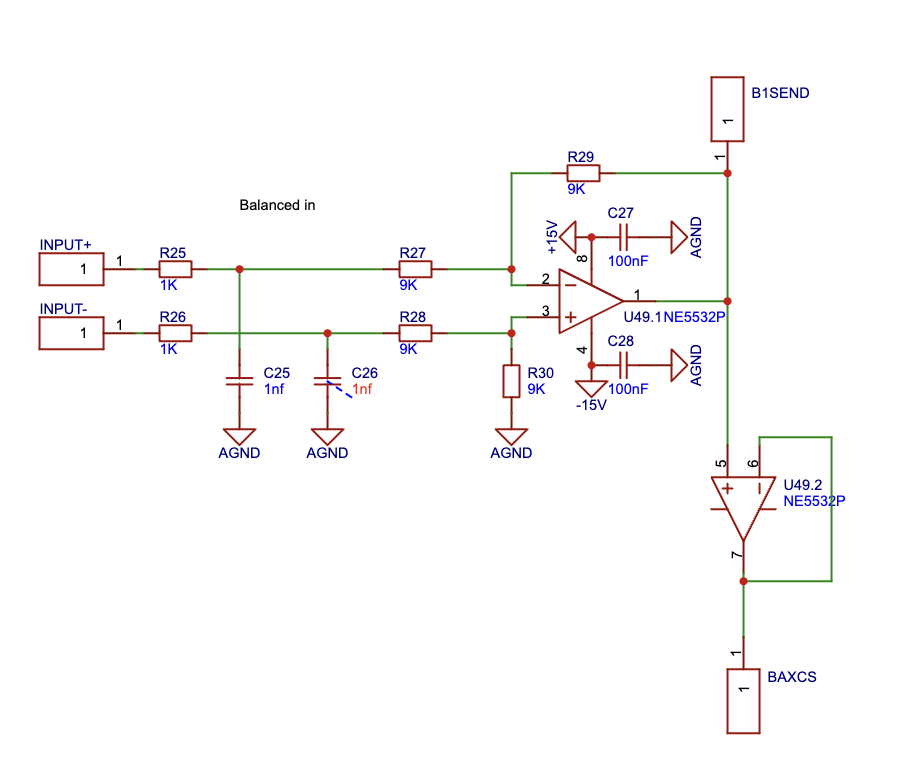 B1SEND
1
1
R29
9K
Balanced in
C27
+15V
AGND
100nF
8
INPUT+
1
1
R25
1K
R27
9K
2
1
U49.1
NE5532P
3
INPUT-
1
1
R26
1K
R28
9K
4
C28
AGND
100nF
-15V
C25
1nf
C26
1nf
R30
9K
AGND
AGND
AGND
5
6
U49.2
NE5532P
7
1
BAXCS
1